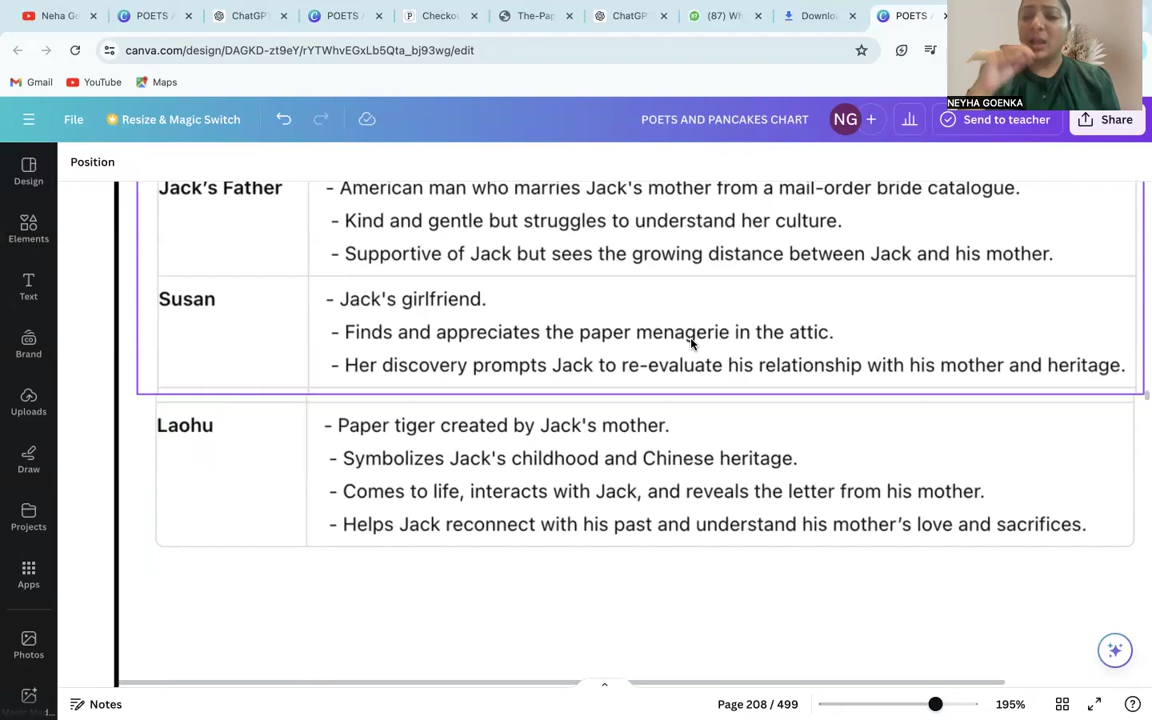 Neha Go
POETS
ChatGP
POETS
Checko
The-Pap
ChatGP
(87) Wh
Downlo
POETS
canva.com/design/DAGKD-zt9eY/rYTWhvEGxLb5Qta_bj93wg/edit
Gmail YouTube Maps
NEYHA GOENKA
File Resize & Magic Switch POETS AND PANCAKES CHART NG + Send to teacher Share
Design
Elements
Text
Brand
Uploads
Draw
Projects
Apps
Photos
Position
Jack's Father - American man who marries Jack's mother from a mail-order bride catalogue.
- Kind and gentle but struggles to understand her culture.
- Supportive of Jack but sees the growing distance between Jack and his mother.
Susan - Jack's girlfriend.
- Finds and appreciates the paper menagerie in the attic.
- Her discovery prompts Jack to re-evaluate his relationship with his mother and heritage.
Laohu - Paper tiger created by Jack's mother.
- Symbolizes Jack's childhood and Chinese heritage.
- Comes to life, interacts with Jack, and reveals the letter from his mother.
- Helps Jack reconnect with his past and understand his mother's love and sacrifices.
Notes Page 208 / 499 195%